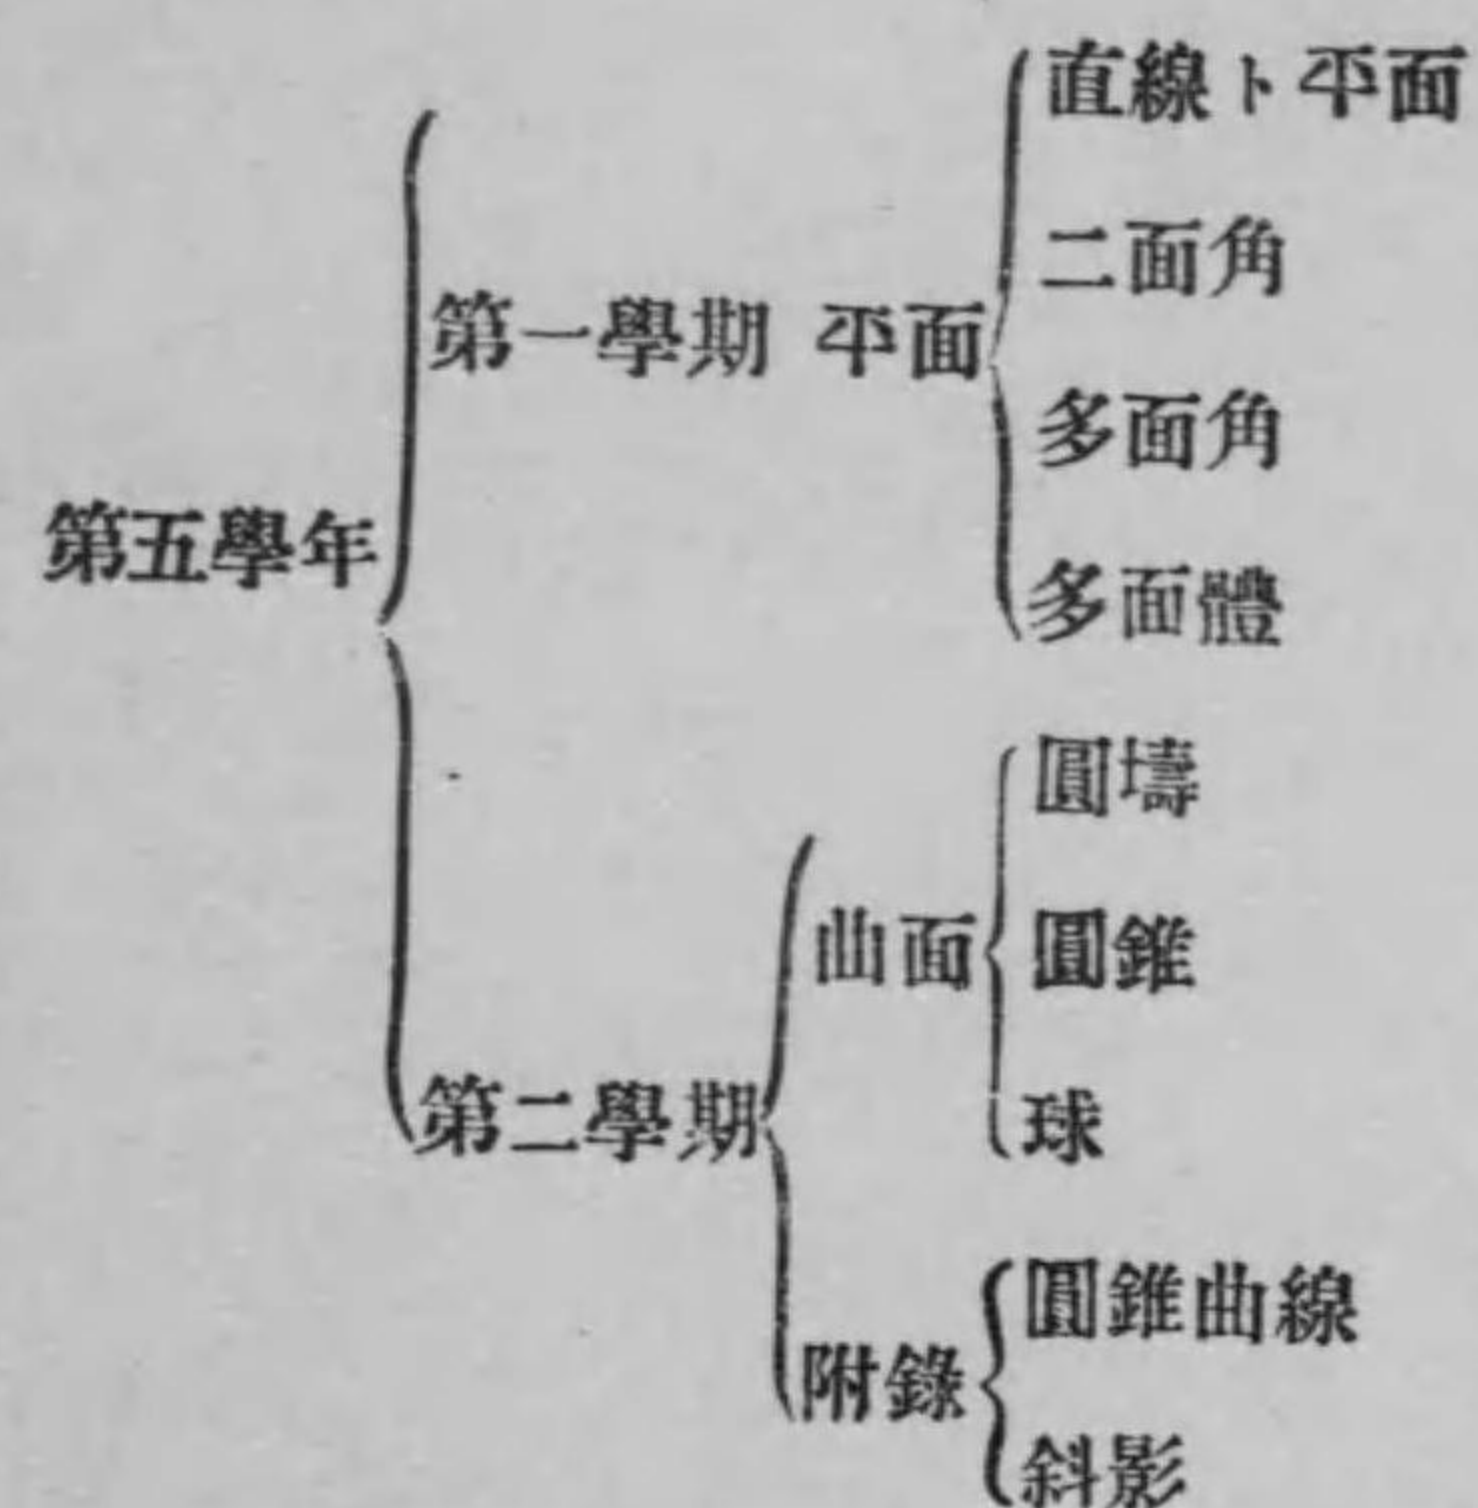 直線ト平面
二面角
第一學期 平面
多面角
第五學年
多面體
圓壔
曲面
圓錐
第二學期
球
圓錐曲線
附錄
斜影